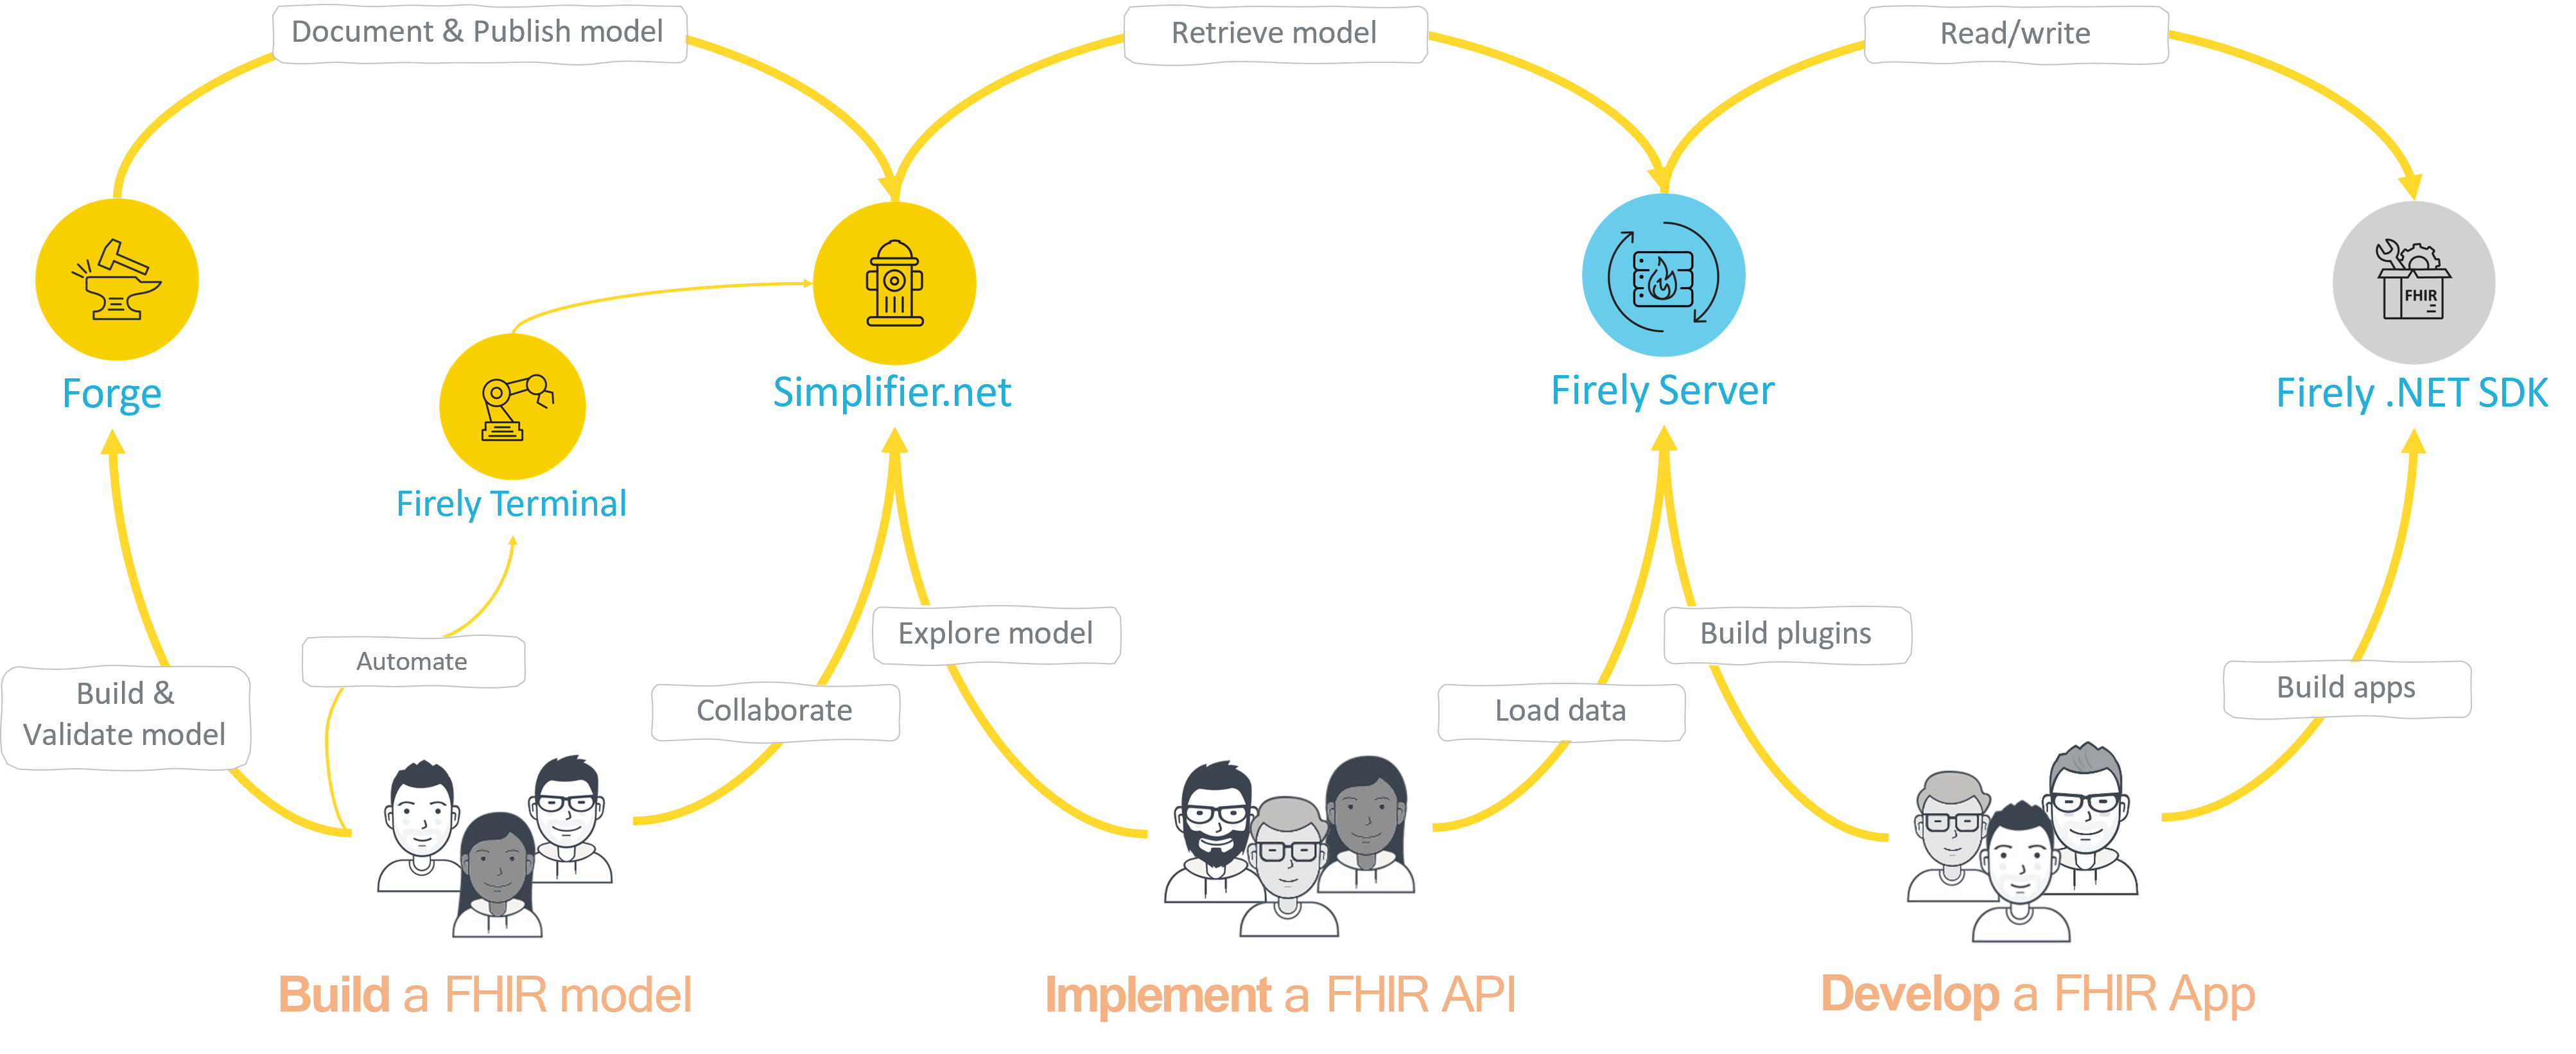 Document & Publish model
Retrieve model
Read/write
FHIR
Forge
Simplifier.net
Firely Server
Firely .NET SDK
Firely Terminal
Explore model
Build plugins
Automate
Build &
Validate model
Collaborate
Load data
Build apps
Build a FHIR model
Implement a FHIR API
Develop a FHIR App